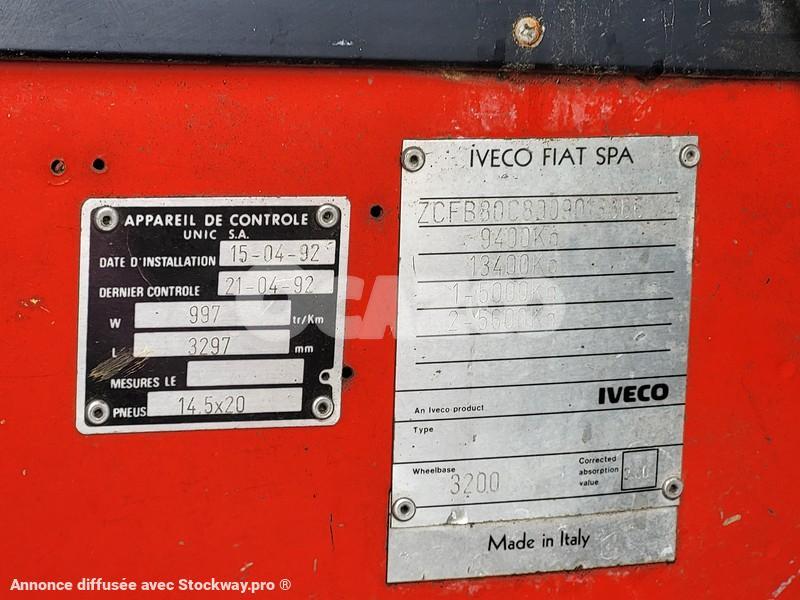 APPAREIL DE CONTROLE
UNIC S.A.
DATE D'INSTALLATION 15-04-92
DERNIER CONTROLE 21-04-92
W 997 tr/Km
L 3297 mm
MESURES LE
PNEUS 14.5x20
IVECO FIAT SPA
9400KG
13400KG
1-5000KG
An Iveco product
IVECO
Type
Wheelbase 3200
Corrected absorption value
Made in Italy
Annonce diffusée avec Stockway.pro ®